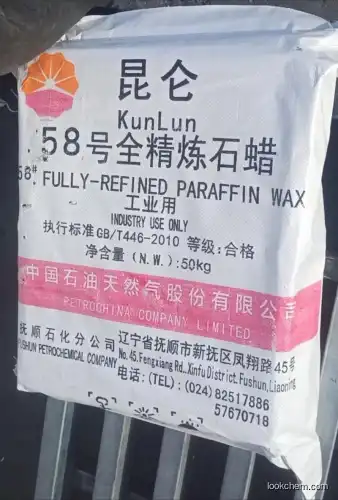 昆仑
KunLun
58号全精炼石蜡
58# FULLY-REFINED PARAFFIN WAX
工业用
INDUSTRY USE ONLY
执行标准GB/T446-2010 等级:合格
净含量(N.W.):50kg
中国石油天然气股份有限公司
PETROCHINA COMPANY LIMITED
抚顺石化分公司
FUSHUN PETROCHEMICAL COMPANY
辽宁省抚顺市新抚区凤翔路45号
No.45.Fengxiang Rd.,Xinfu District.Fushun,Liaoning
电话:(TEL):(024)82517886
57670718
lookchem.com